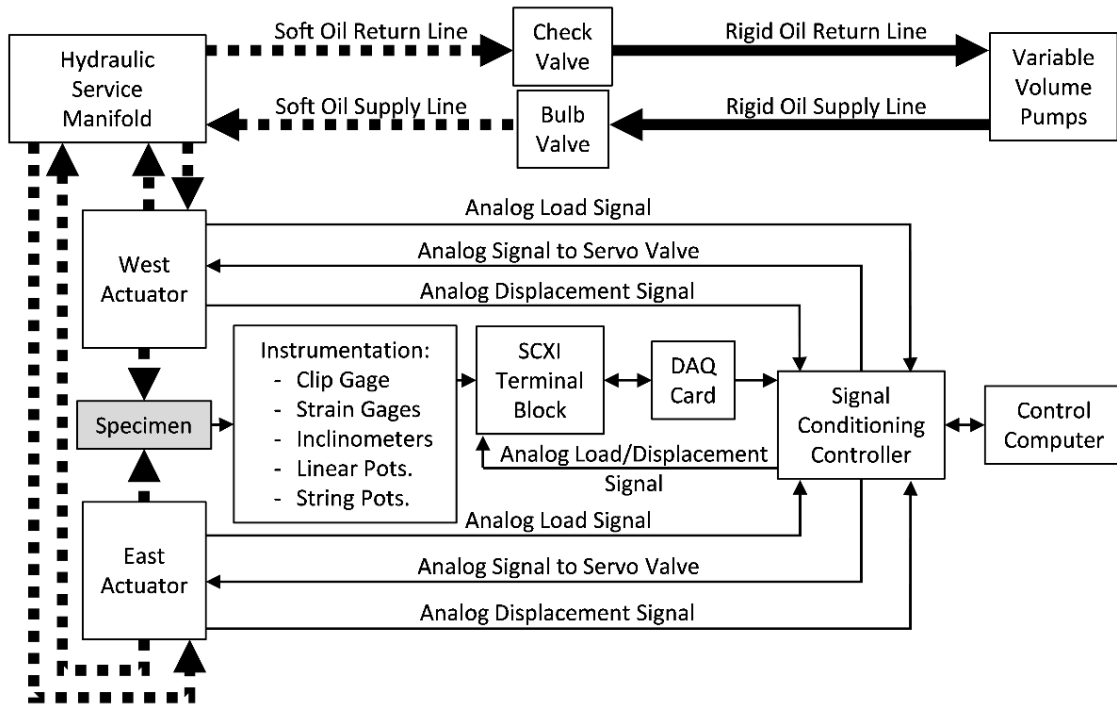 Soft Oil Return Line
Rigid Oil Return Line
Check
Valve
Hydraulic
Service
Manifold
Variable
Volume
Pumps
Soft Oil Supply Line
Rigid Oil Supply Line
Bulb
Valve
Analog Load Signal
Analog Signal to Servo Valve
Analog Displacement Signal
West
Actuator
Instrumentation:
- Clip Gage
- Strain Gages
- Inclinometers
- Linear Pots.
- String Pots.
SCXI
Terminal
Block
DAQ
Card
Signal
Conditioning
Controller
Control
Computer
Specimen
Analog Load/Displacement
Signal
East
Actuator
Analog Load Signal
Analog Signal to Servo Valve
Analog Displacement Signal